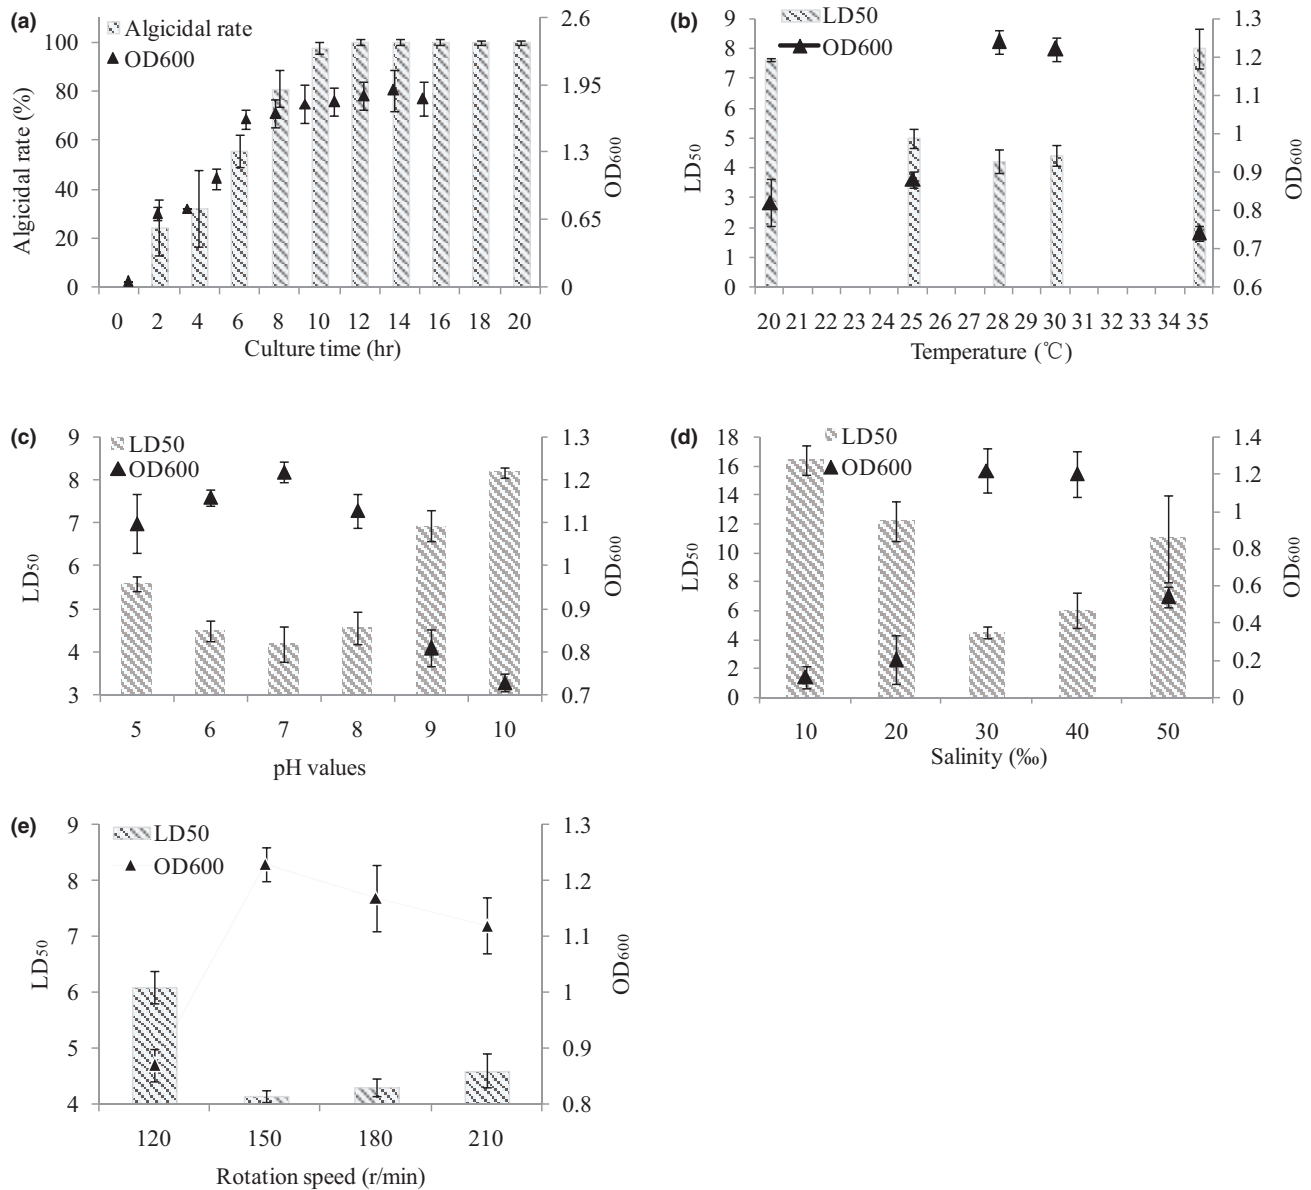 (a)
Algicidal rate
OD600
Algicidal rate (%)
100
80
60
40
20
0
2.6
1.95
1.3
0.65
0
OD600
0 2 4 6 8 10 12 14 16 18 20
Culture time (hr)
(b)
LD50
OD600
LD50
9
8
7
6
5
4
3
2
1
0
1.3
1.2
1.1
1
0.9
0.8
0.7
0.6
OD600
20 21 22 23 24 25 26 27 28 29 30 31 32 33 34 35
Temperature (℃)
(c)
LD50
OD600
LD50
9
8
7
6
5
4
3
1.3
1.2
1.1
1
0.9
0.8
0.7
OD600
5 6 7 8 9 10
pH values
(d)
LD50
OD600
LD50
18
16
14
12
10
8
6
4
2
0
1.4
1.2
1
0.8
0.6
0.4
0.2
0
OD600
10 20 30 40 50
Salinity (‰)
(e)
LD50
OD600
LD50
9
8
7
6
5
4
1.3
1.2
1.1
1
0.9
0.8
OD600
120 150 180 210
Rotation speed (r/min)